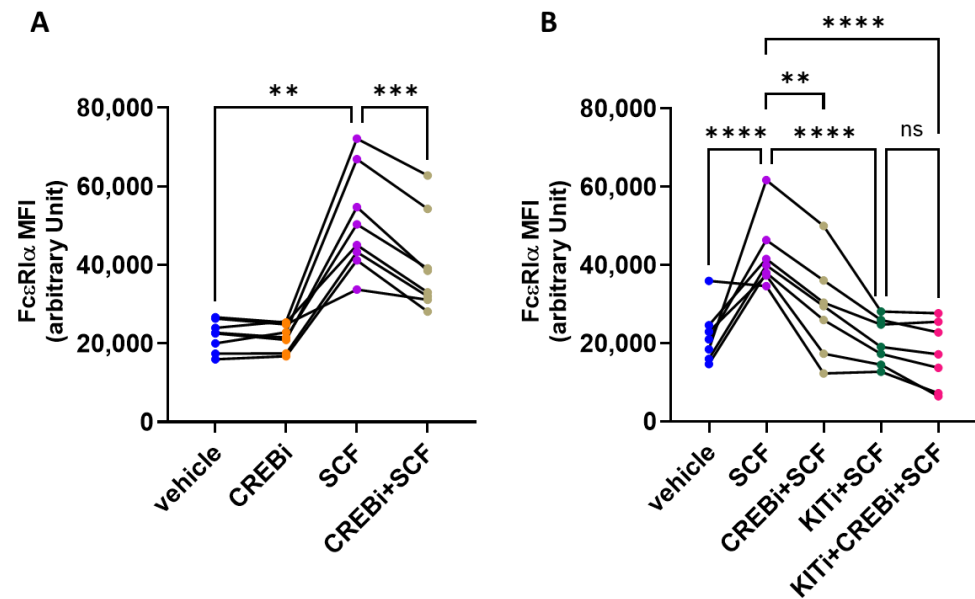 A
FcεRIα MFI
(arbitrary Unit)
80,000
60,000
40,000
20,000
0
**
***
vehicle
CREBi
SCF
CREBi+SCF
B
FcεRIα MFI
(arbitrary Unit)
80,000
60,000
40,000
20,000
0
****
**
****
****
ns
vehicle
SCF
CREBi+SCF
KITi+SCF
KITi+CREBi+SCF